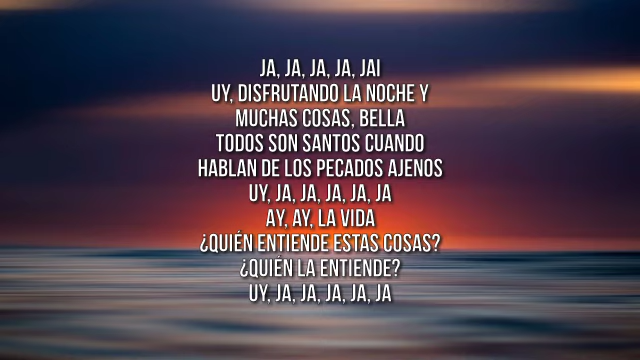 JA, JA, JA, JA, JAI
UY, DISFRUTANDO LA NOCHE Y
MUCHAS COSAS, BELLA
TODOS SON SANTOS CUANDO
HABLAN DE LOS PECADOS AJENOS
UY, JA, JA, JA, JA, JA
AY, AY, LA VIDA
¿QUIÉN ENTIENDE ESTAS COSAS?
¿QUIÉN LA ENTIENDE?
UY, JA, JA, JA, JA, JA